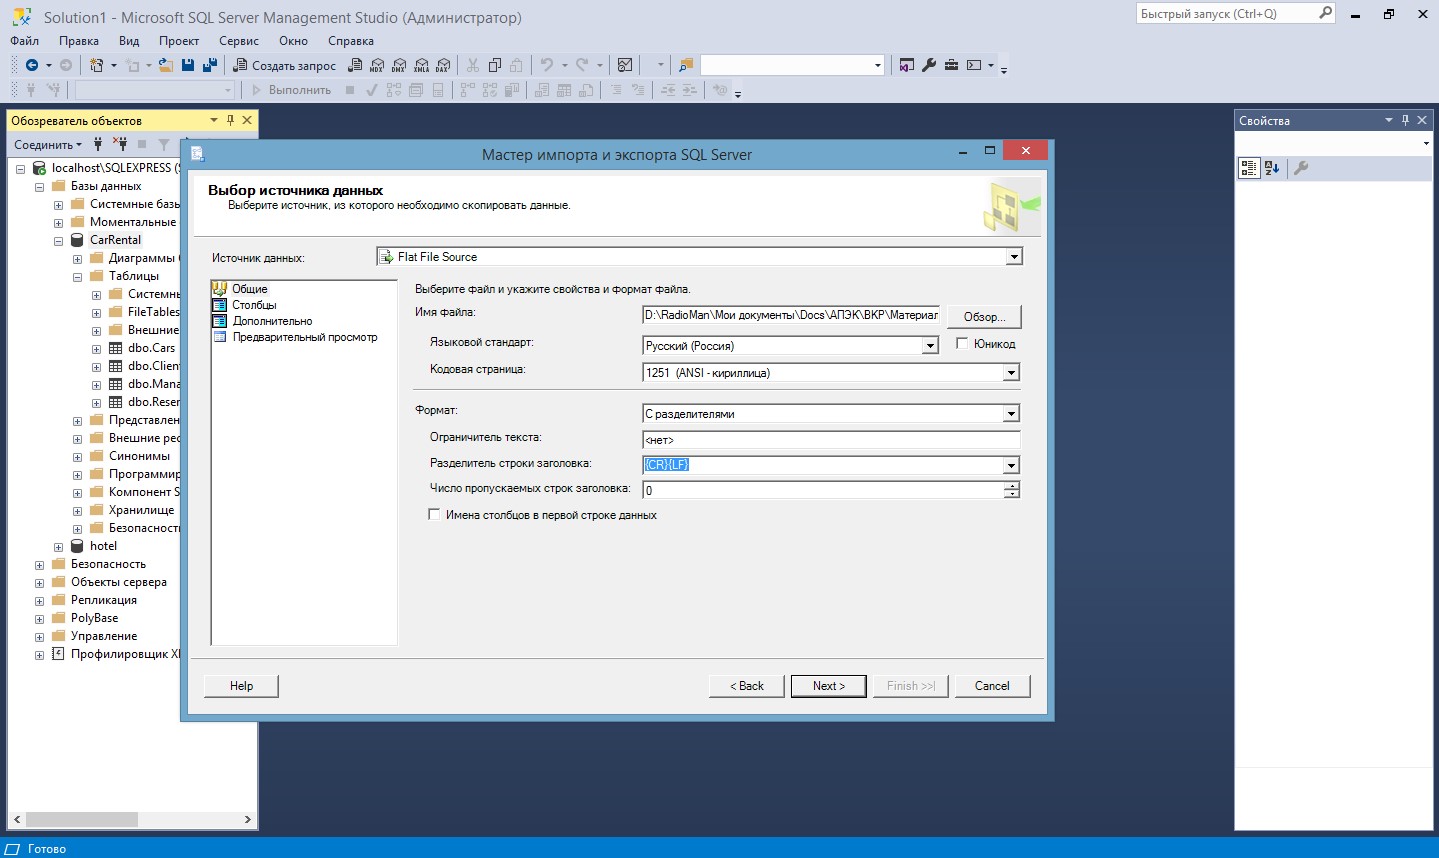 Solution1 - Microsoft SQL Server Management Studio (Администратор)
Быстрый запуск (Ctrl+Q)
Файл Правка Вид Проект Сервис Окно Справка
Создать запрос MDX DMX XMLA DAX
Выполнить
Обозреватель объектов
Соединить
localhost\SQLEXPRESS (S
Базы данных
Системные базы
Моментальные
CarRental
Диаграммы
Таблицы
Системны
FileTables
Внешние
dbo.Cars
dbo.Clien
dbo.Mana
dbo.Reser
Представлен
Внешние рес
Синонимы
Программир
Компонент S
Хранилище
Безопасность
hotel
Безопасность
Объекты сервера
Репликация
PolyBase
Управление
Профилировщик XE
Мастер импорта и экспорта SQL Server
Выбор источника данных
Выберите источник, из которого необходимо скопировать данные.
Источник данных: Flat File Source
Общие
Столбцы
Дополнительно
Предварительный просмотр
Выберите файл и укажите свойства и формат файла.
Имя файла: D:\RadioMan\Мои документы\Docs\АПЭК\ВКР\Материал Обзор...
Языковой стандарт: Русский (Россия) Юникод
Кодовая страница: 1251 (ANSI - кириллица)
Формат: С разделителями
Ограничитель текста: <нет>
Разделитель строки заголовка: {CR}{LF}
Число пропускаемых строк заголовка: 0
Имена столбцов в первой строке данных
Help < Back Next > Finish >>| Cancel
Свойства
Готово